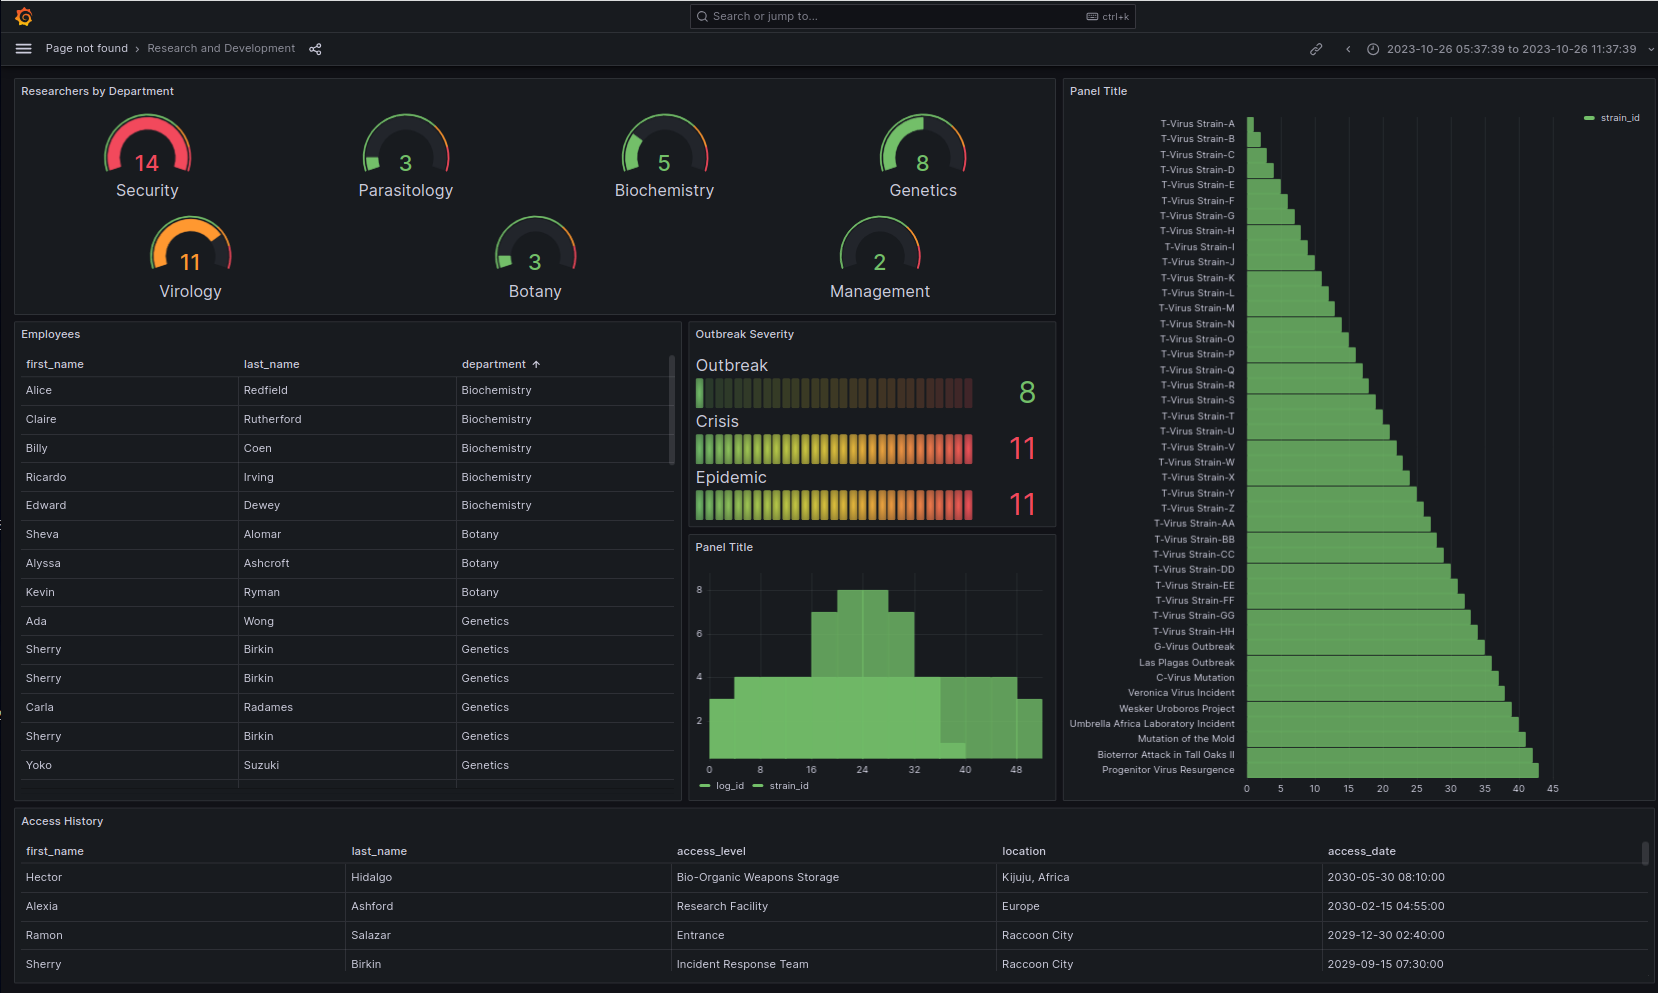 Search or jump to...
ctrl+k
Page not found › Research and Development
2023-10-26 05:37:39 to 2023-10-26 11:37:39
Researchers by Department
14
3
5
8
Security
Parasitology
Biochemistry
Genetics
11
3
2
Virology
Botany
Management
Employees
first_name last_name department
Alice Redfield Biochemistry
Claire Rutherford Biochemistry
Billy Coen Biochemistry
Ricardo Irving Biochemistry
Edward Dewey Biochemistry
Sheva Alomar Botany
Alyssa Ashcroft Botany
Kevin Ryman Botany
Ada Wong Genetics
Sherry Birkin Genetics
Sherry Birkin Genetics
Carla Radames Genetics
Sherry Birkin Genetics
Yoko Suzuki Genetics
Outbreak Severity
Outbreak
8
Crisis
11
Epidemic
11
Panel Title
8
6
4
2
0 8 16 24 32 40 48
log_id strain_id
Panel Title
strain_id
T-Virus Strain-A
T-Virus Strain-B
T-Virus Strain-C
T-Virus Strain-D
T-Virus Strain-E
T-Virus Strain-F
T-Virus Strain-G
T-Virus Strain-H
T-Virus Strain-I
T-Virus Strain-J
T-Virus Strain-K
T-Virus Strain-L
T-Virus Strain-M
T-Virus Strain-N
T-Virus Strain-O
T-Virus Strain-P
T-Virus Strain-Q
T-Virus Strain-R
T-Virus Strain-S
T-Virus Strain-T
T-Virus Strain-U
T-Virus Strain-V
T-Virus Strain-W
T-Virus Strain-X
T-Virus Strain-Y
T-Virus Strain-Z
T-Virus Strain-AA
T-Virus Strain-BB
T-Virus Strain-CC
T-Virus Strain-DD
T-Virus Strain-EE
T-Virus Strain-FF
T-Virus Strain-GG
T-Virus Strain-HH
G-Virus Outbreak
Las Plagas Outbreak
C-Virus Mutation
Veronica Virus Incident
Wesker Uroboros Project
Umbrella Africa Laboratory Incident
Mutation of the Mold
Bioterror Attack in Tall Oaks II
Progenitor Virus Resurgence
0 5 10 15 20 25 30 35 40 45
Access History
first_name last_name access_level location access_date
Hector Hidalgo Bio-Organic Weapons Storage Kijuju, Africa 2030-05-30 08:10:00
Alexia Ashford Research Facility Europe 2030-02-15 04:55:00
Ramon Salazar Entrance Raccoon City 2029-12-30 02:40:00
Sherry Birkin Incident Response Team Raccoon City 2029-09-15 07:30:00